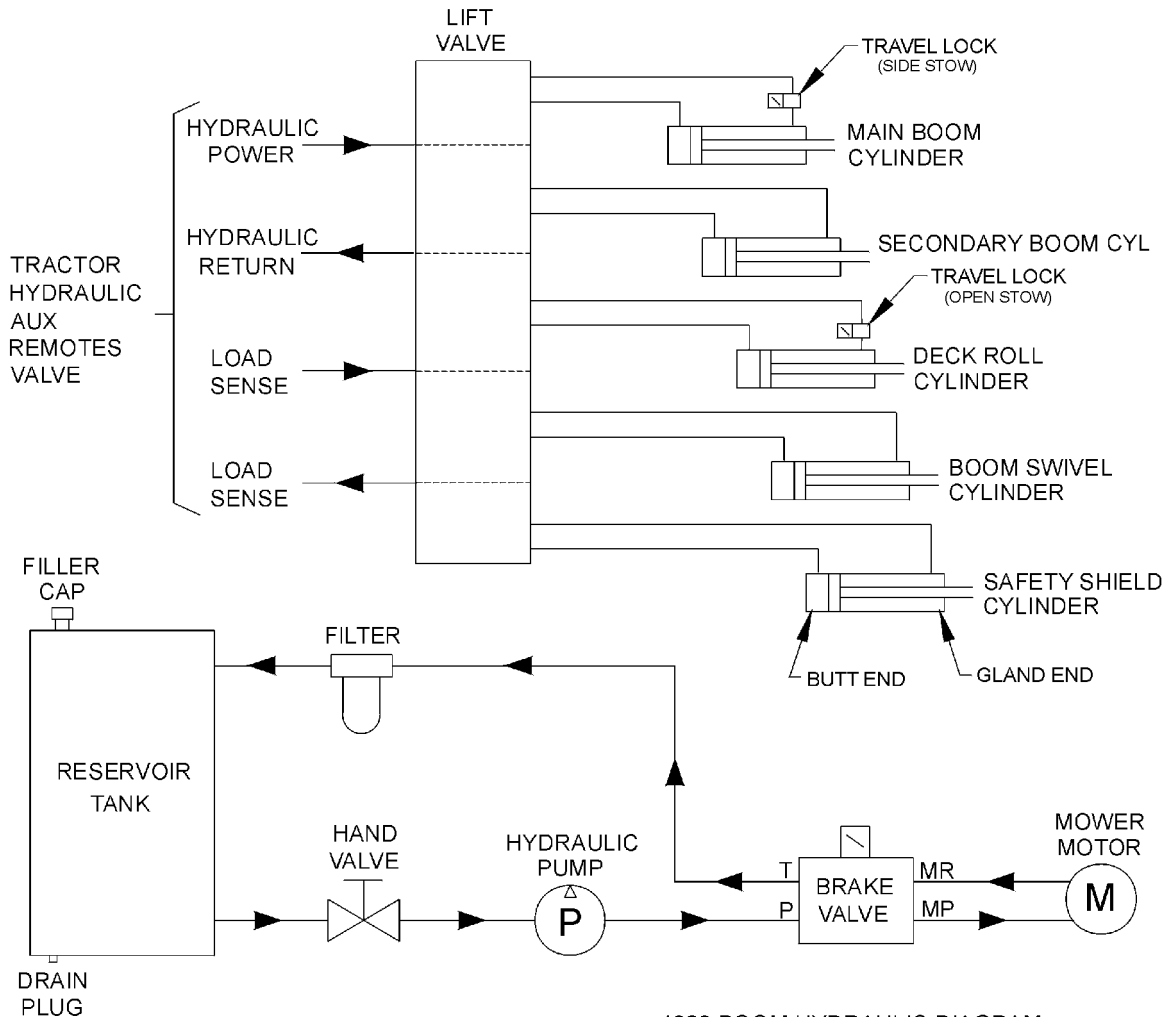 LIFT
VALVE
TRAVEL LOCK
(SIDE STOW)
HYDRAULIC
POWER
MAIN BOOM
CYLINDER
HYDRAULIC
RETURN
SECONDARY BOOM CYL
TRACTOR
HYDRAULIC
AUX
REMOTES
VALVE
TRAVEL LOCK
(OPEN STOW)
LOAD
SENSE
DECK ROLL
CYLINDER
LOAD
SENSE
BOOM SWIVEL
CYLINDER
FILLER
CAP
SAFETY SHIELD
CYLINDER
FILTER
BUTT END
GLAND END
RESERVOIR
TANK
HAND
VALVE
HYDRAULIC
PUMP
MOWER
MOTOR
T
BRAKE
VALVE
MR
P
MP
P
M
DRAIN
PLUG
BOOM HYDRAULIC DIAGRAM